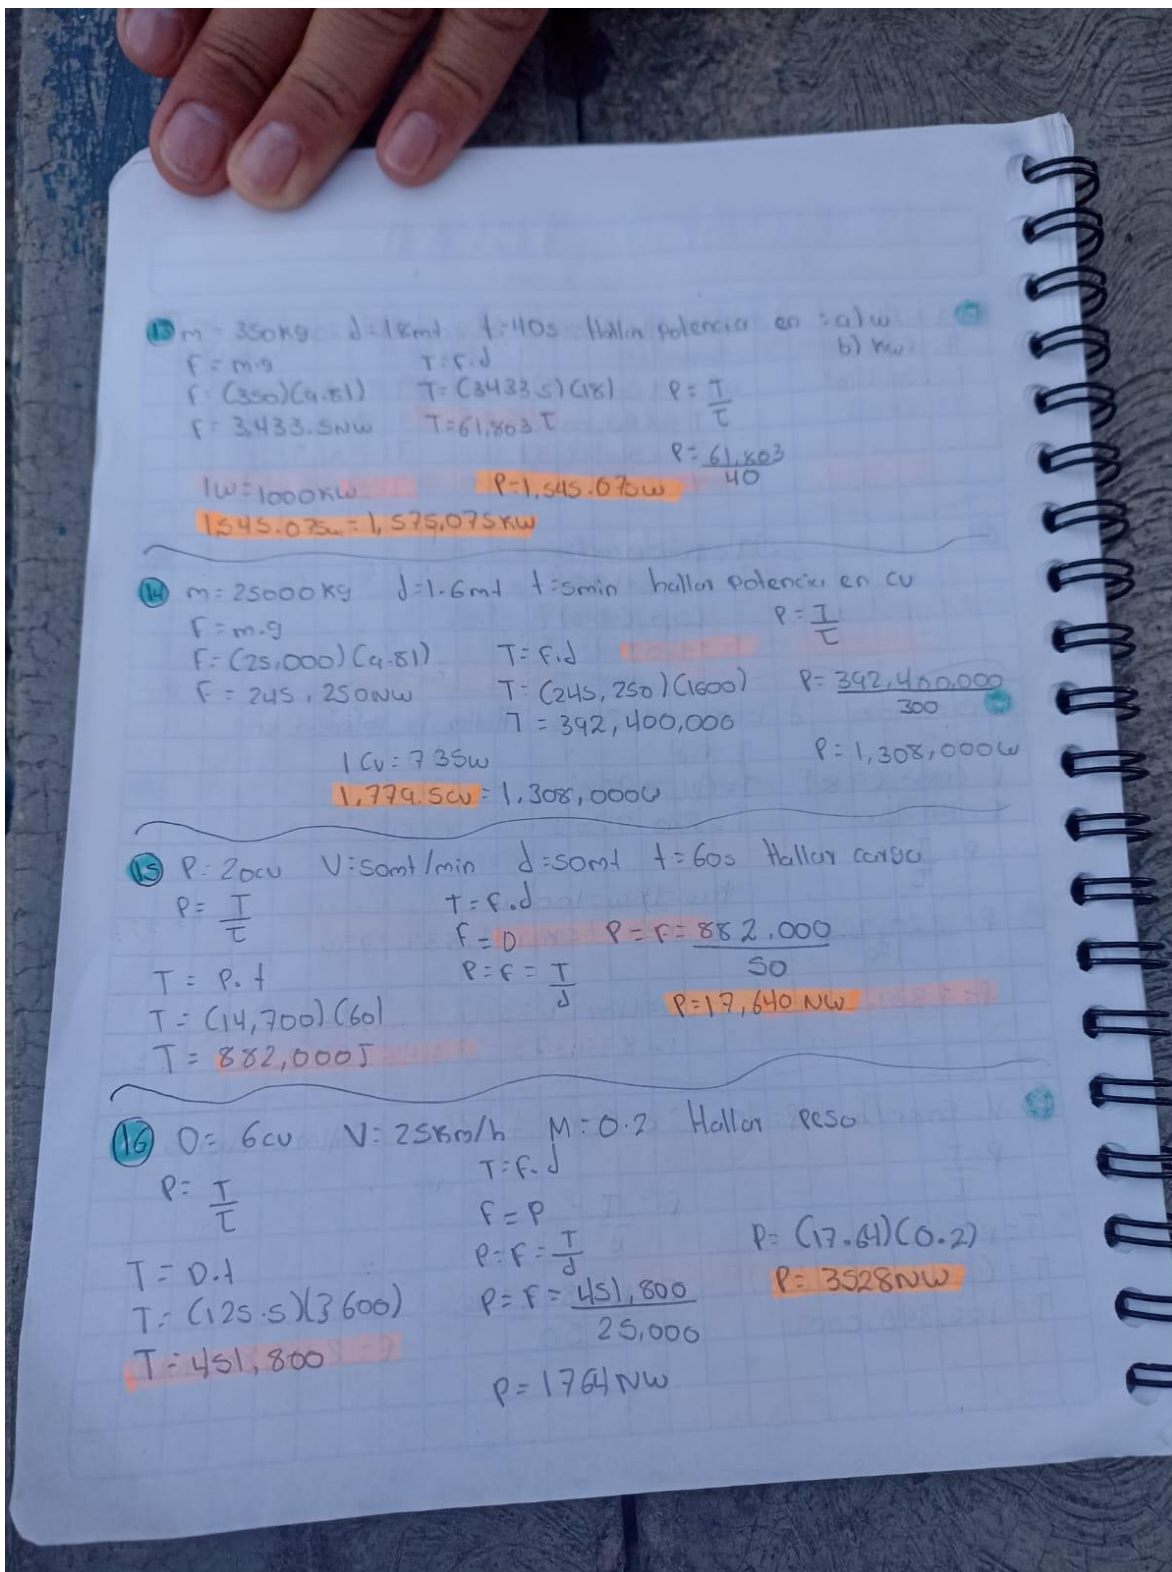 13 m = 350kg d=18mt t=40s Hallar potencia en : a) w
b) kw
F = m.g T=F.d
F=(350)(9.81) T=(3433.5)(18) P= T/t
F= 3,433.5NW T=61,803 J
P= 61,803/40
1w=1000kw P=1,545.075w
1545.075w=1,575,075kw
14 m=25000kg d=1.6mt t=5min hallar potencia en cv
F=m.g P= T/t
F=(25,000)(9.81) T=F.d
F= 245,250NW T=(245,250)(1600) P= 392,400,000/300
T = 392,400,000
1 Cv=735w P=1,308,000w
1,779.5cv=1,308,000w
15 P=20cv V=50mt/min d=50mt t=60s Hallar carga
P= T/t T=F.d
F=D P=F= 882.000/50
T= P.t P=F= T/d
T=(14,700)(60) P=17,640 NW
T= 882,000J
16 O= 6cv V=25Km/h M=0.2 Hallar peso
P= T/t T=F.d
F=P
T=O.t P=F= T/d P=(17.64)(0.2)
T=(125.5)(3600) P=F= 451,800/25,000 P= 3528NW
T=451,800
P=1764NW